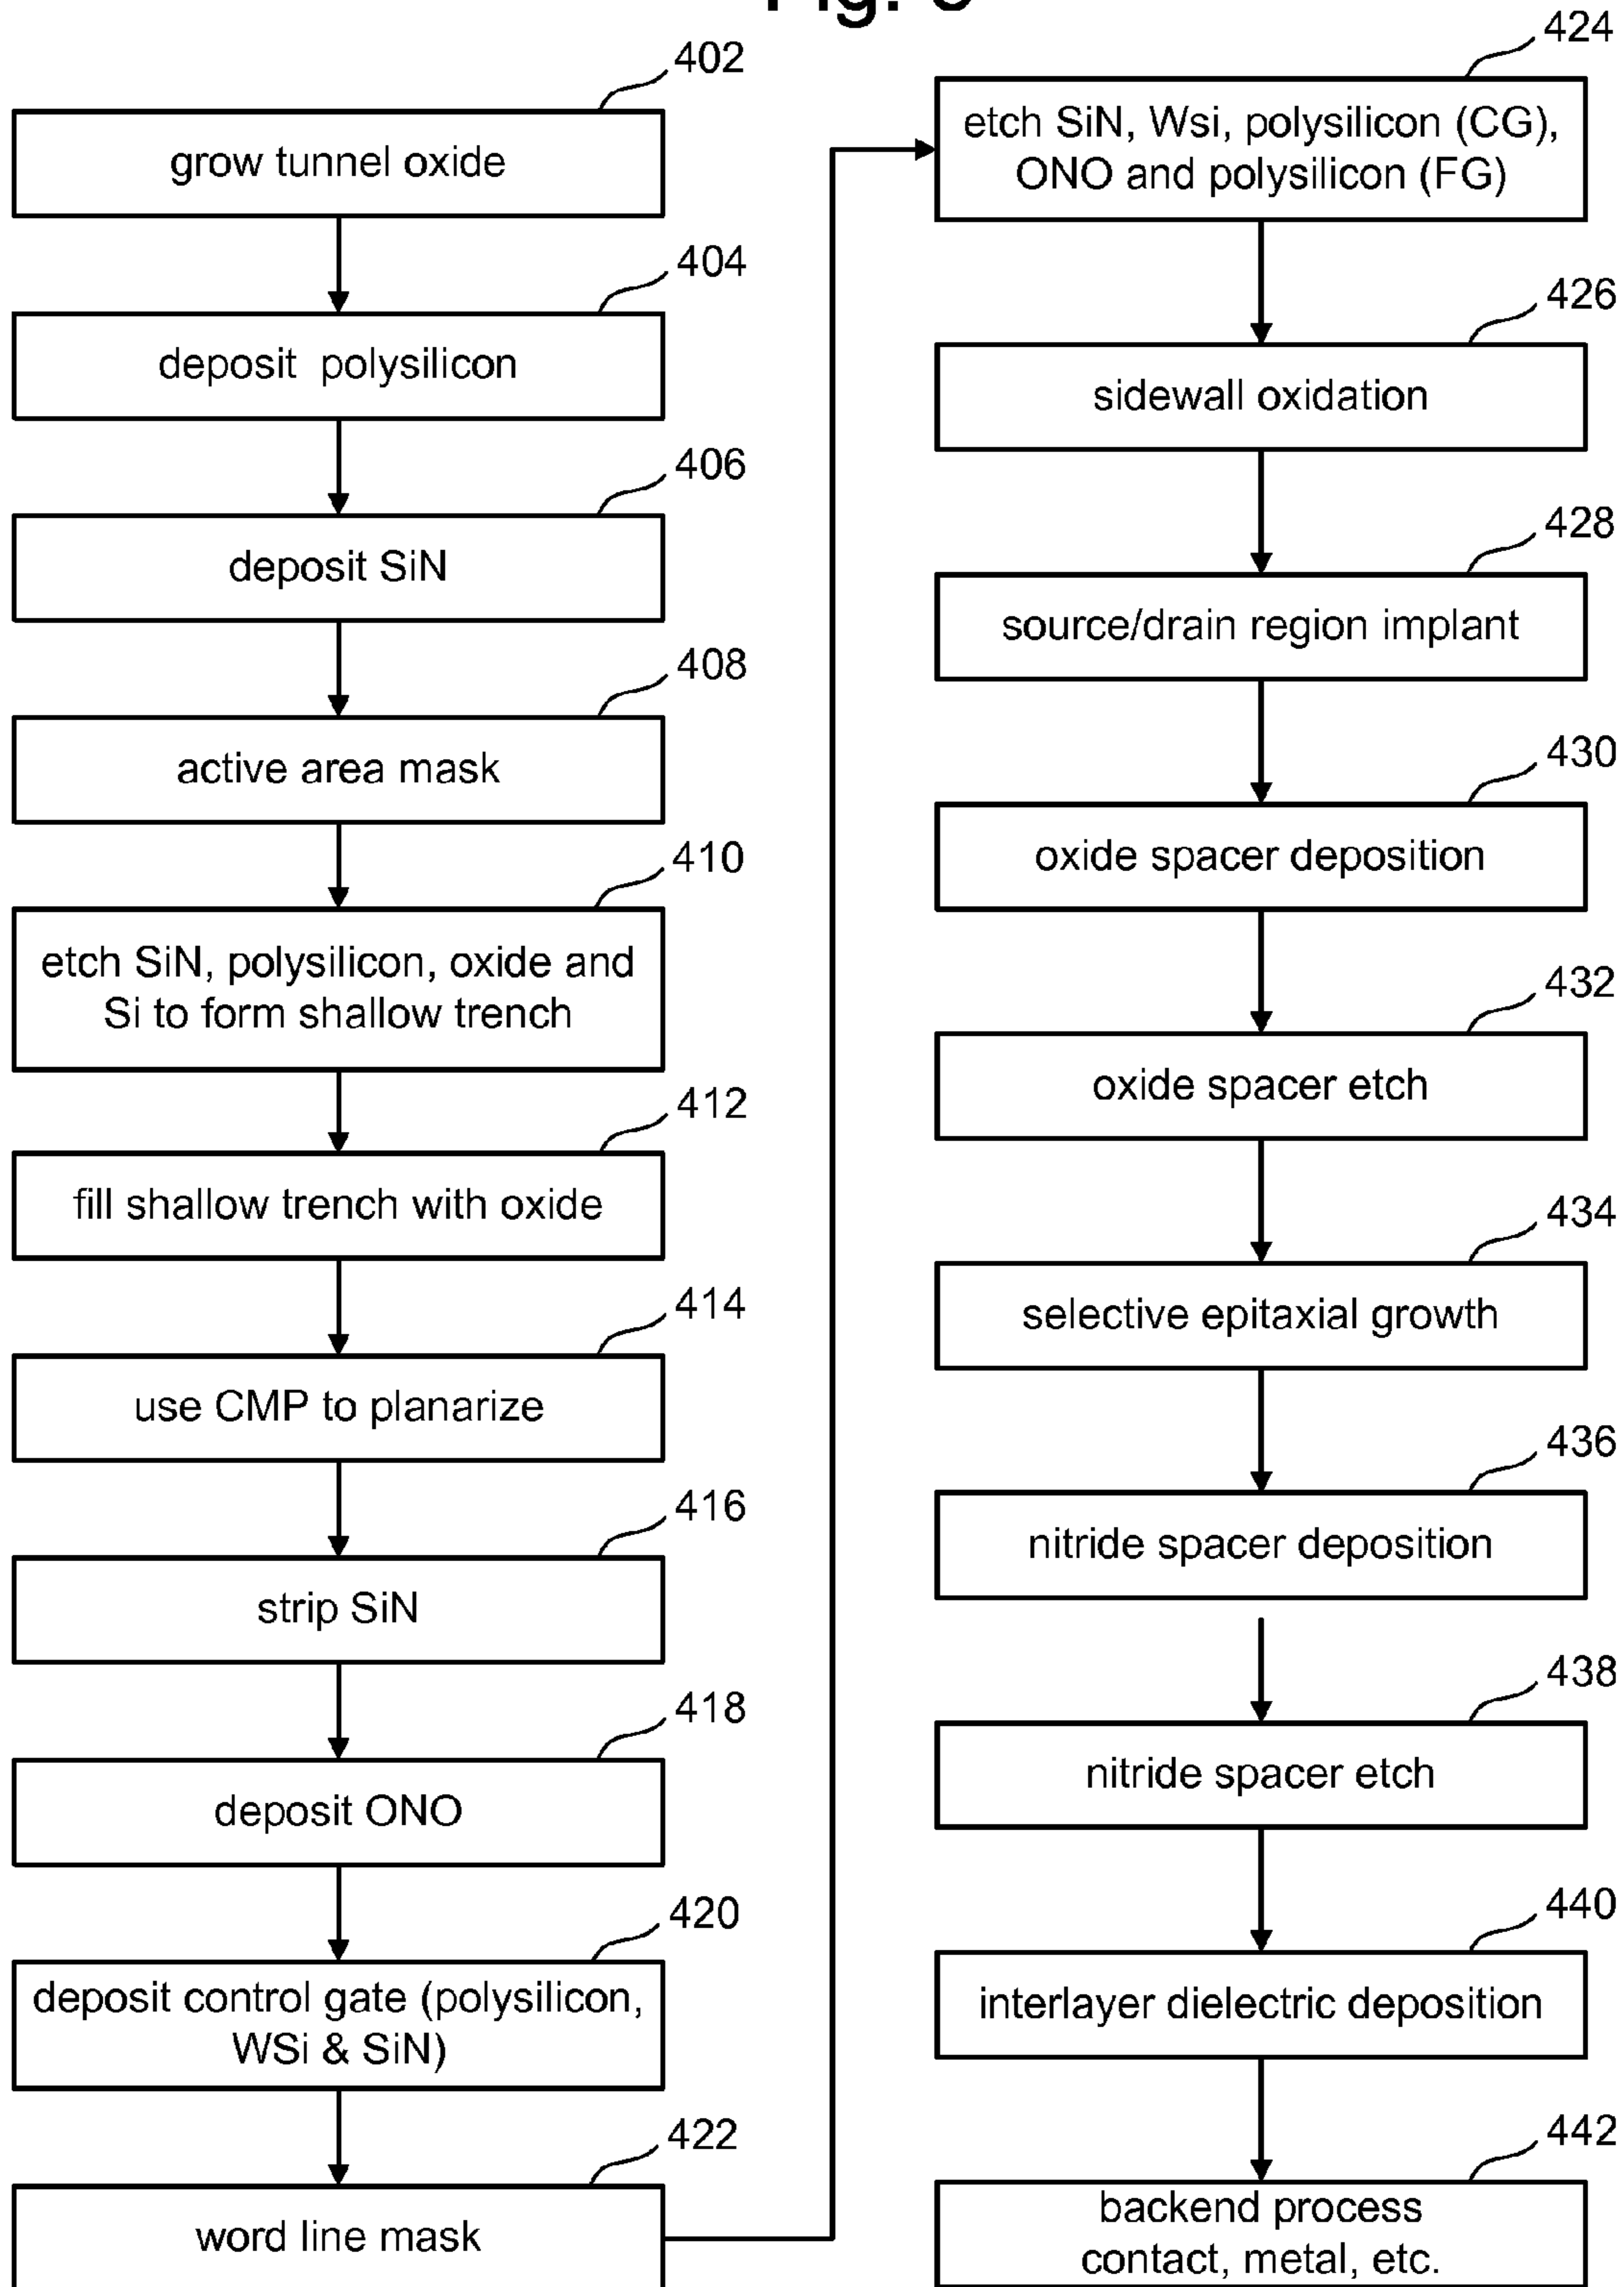 402
grow tunnel oxide
404
deposit polysilicon
406
deposit SiN
408
active area mask
410
etch SiN, polysilicon, oxide and
Si to form shallow trench
412
fill shallow trench with oxide
414
use CMP to planarize
416
strip SiN
418
deposit ONO
420
deposit control gate (polysilicon,
WSi & SiN)
422
word line mask
424
etch SiN, Wsi, polysilicon (CG),
ONO and polysilicon (FG)
426
sidewall oxidation
428
source/drain region implant
430
oxide spacer deposition
432
oxide spacer etch
434
selective epitaxial growth
436
nitride spacer deposition
438
nitride spacer etch
440
interlayer dielectric deposition
442
backend process
contact, metal, etc.